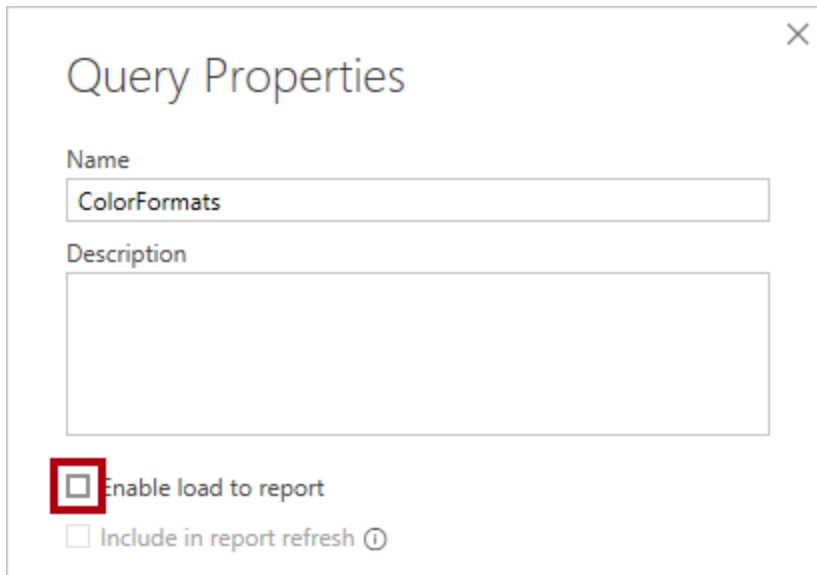 Query Properties
Name
ColorFormats
Description
Enable load to report
Include in report refresh